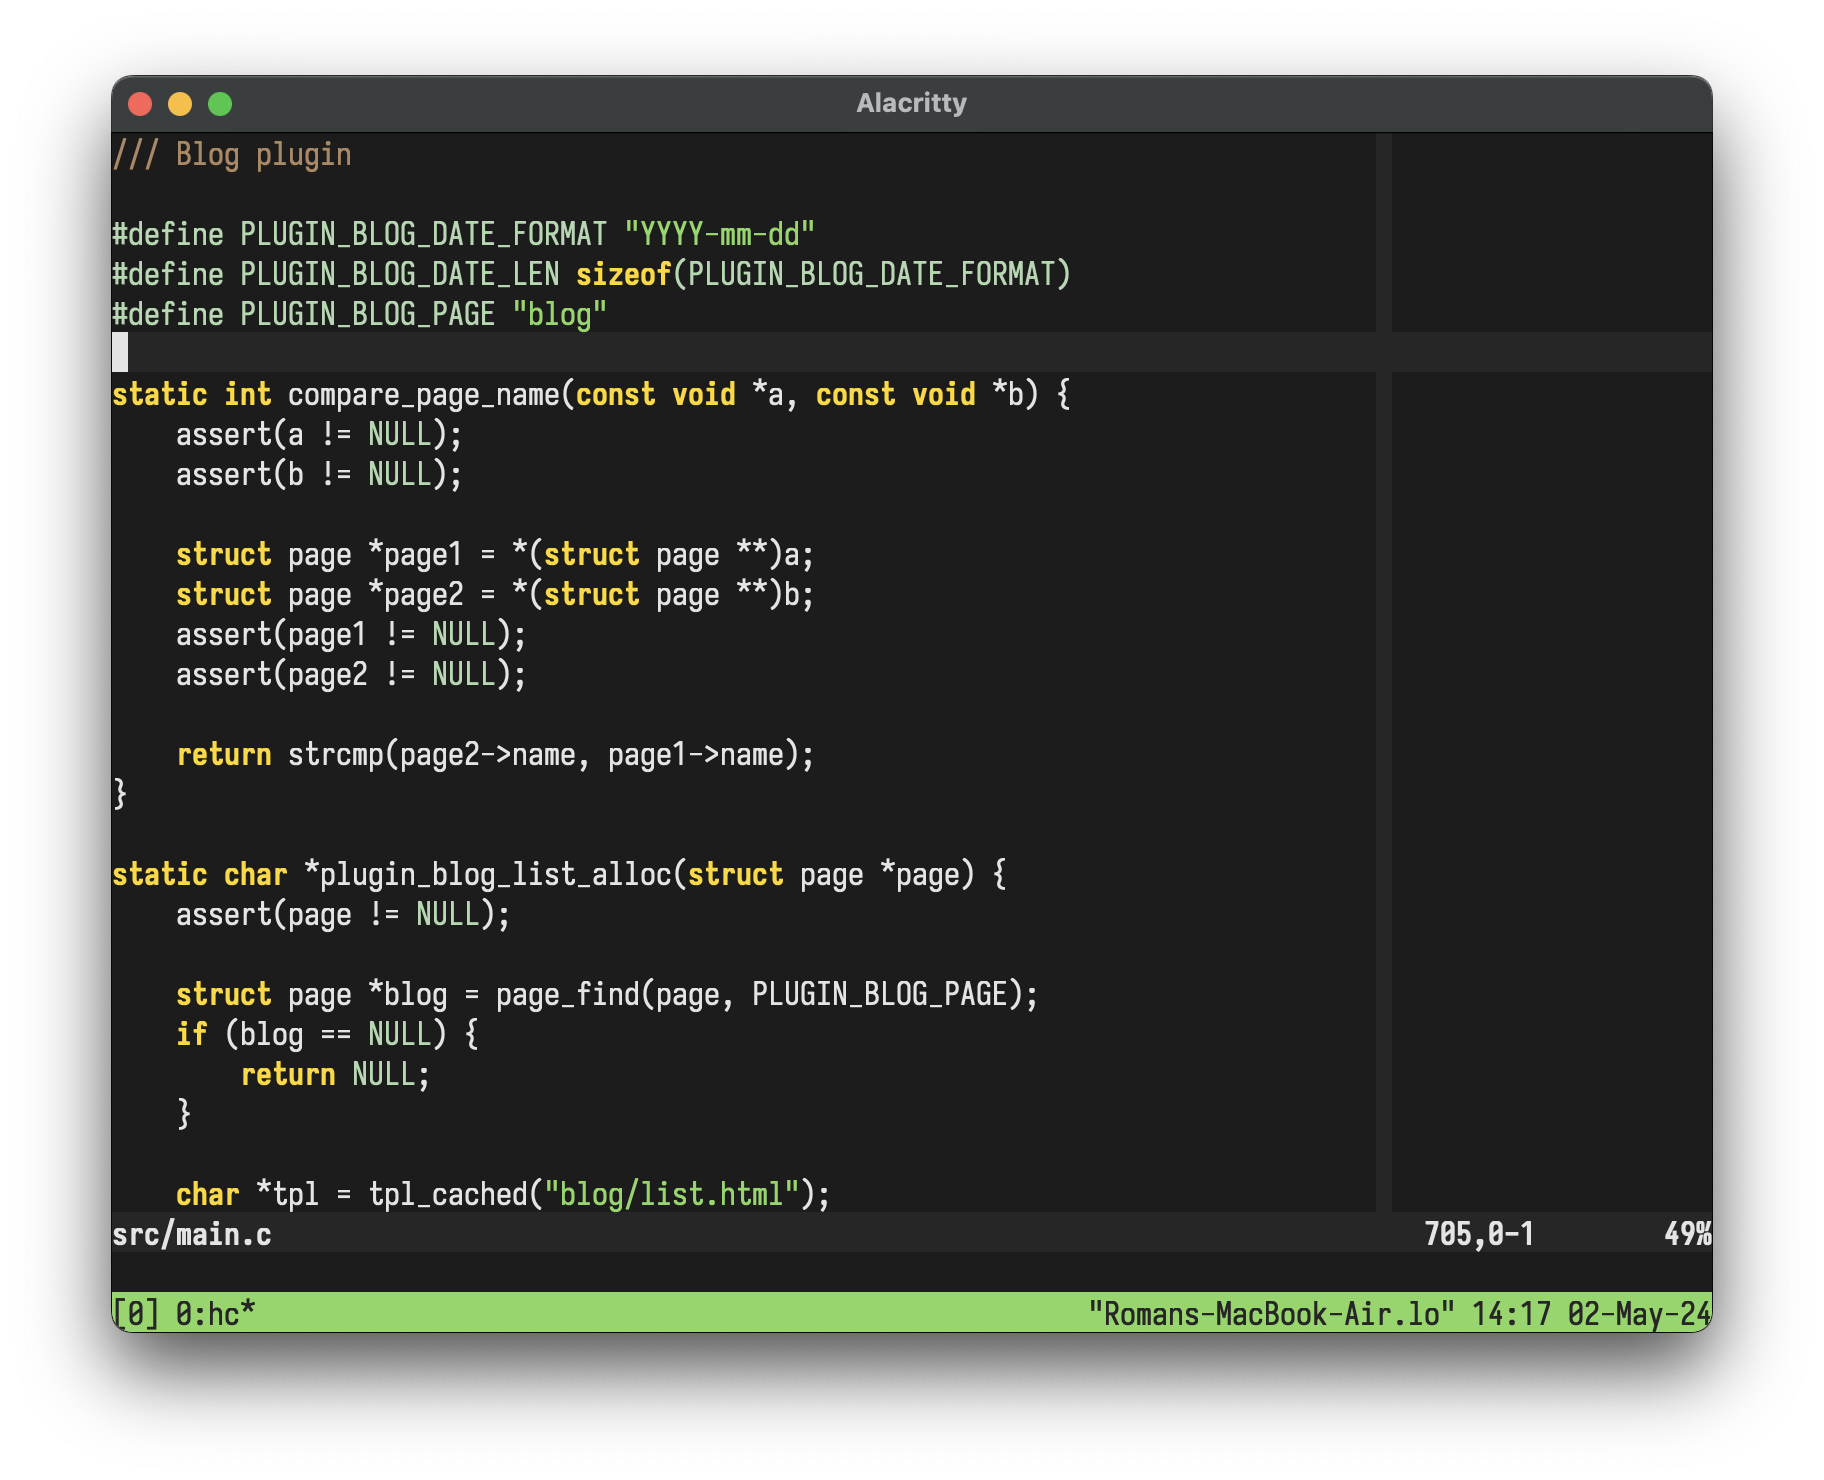 Alacritty
/// Blog plugin
#define PLUGIN_BLOG_DATE_FORMAT "YYYY-mm-dd"
#define PLUGIN_BLOG_DATE_LEN sizeof(PLUGIN_BLOG_DATE_FORMAT)
#define PLUGIN_BLOG_PAGE "blog"
static int compare_page_name(const void *a, const void *b) {
    assert(a != NULL);
    assert(b != NULL);
    struct page *page1 = *(struct page **)a;
    struct page *page2 = *(struct page **)b;
    assert(page1 != NULL);
    assert(page2 != NULL);
    return strcmp(page2->name, page1->name);
}
static char *plugin_blog_list_alloc(struct page *page) {
    assert(page != NULL);
    struct page *blog = page_find(page, PLUGIN_BLOG_PAGE);
    if (blog == NULL) {
        return NULL;
    }
    char *tpl = tpl_cached("blog/list.html");
src/main.c 705,0-1 49%
[0] 0:hc* "Romans-MacBook-Air.lo" 14:17 02-May-24